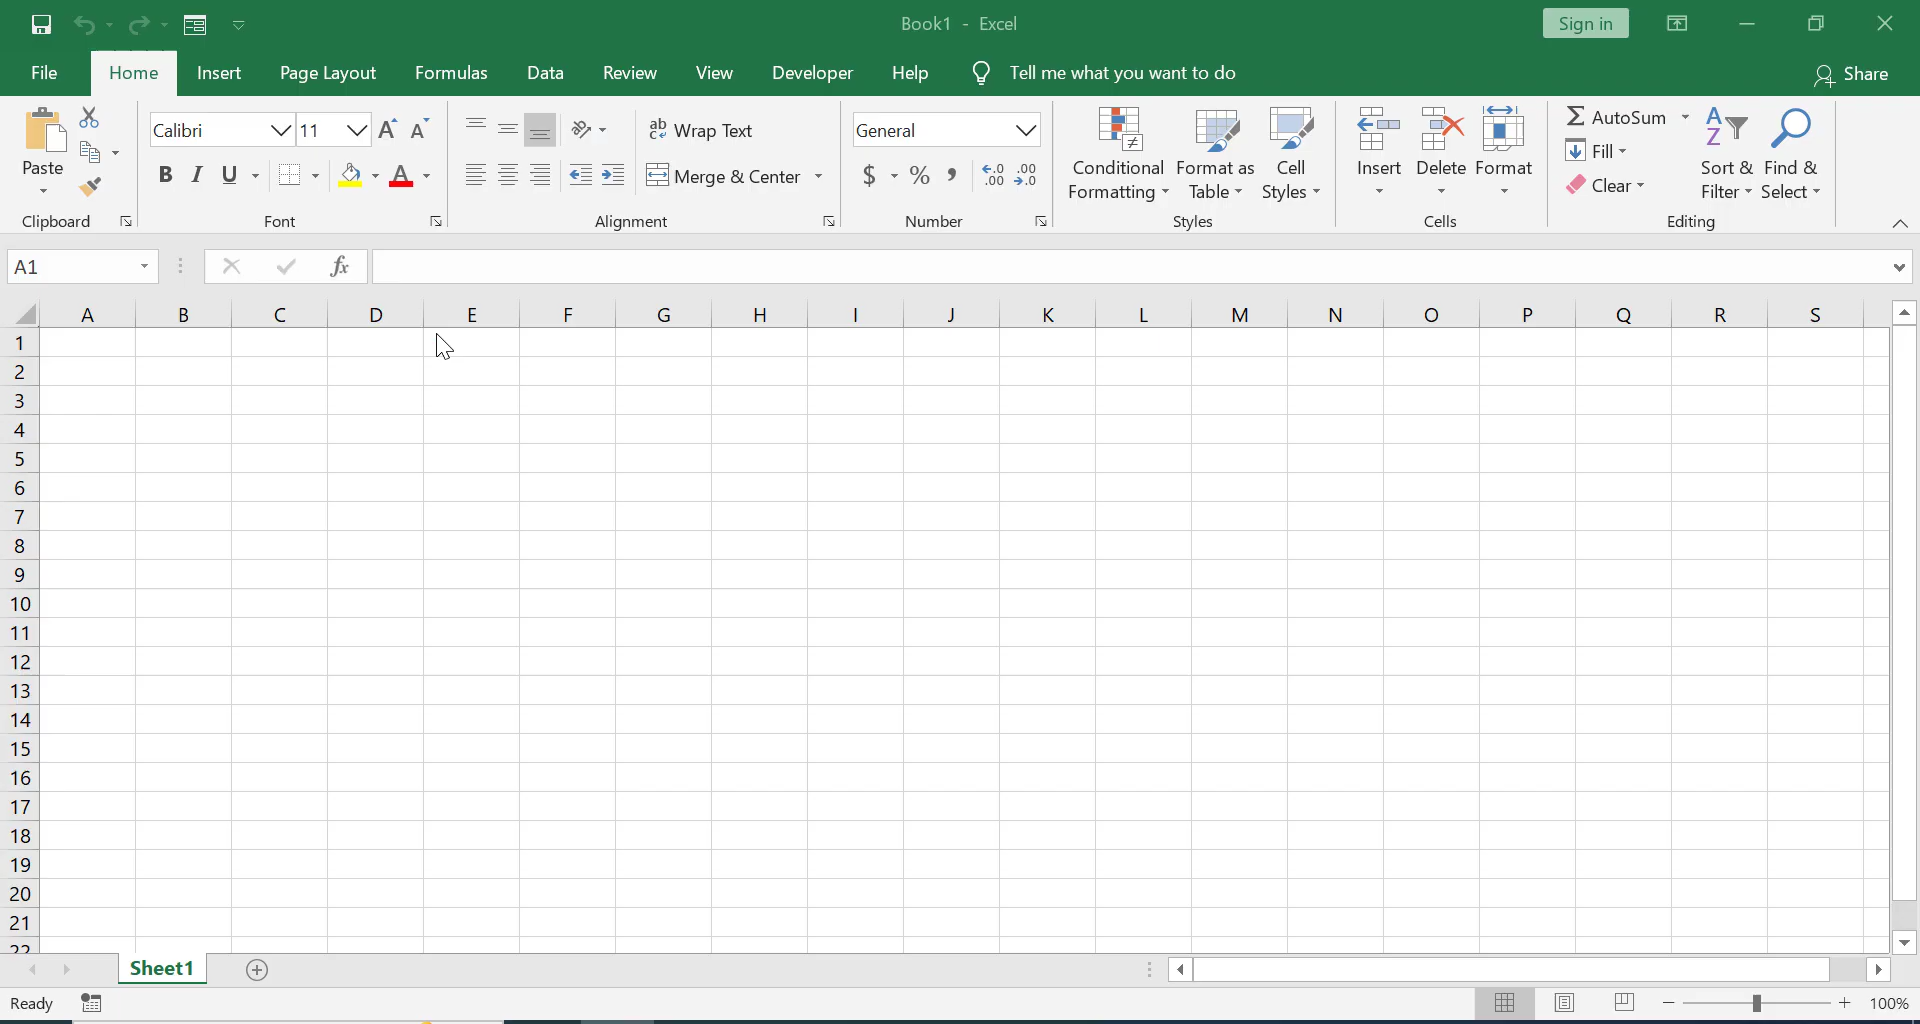 Book1 - Excel
Sign in
File Home Insert Page Layout Formulas Data Review View Developer Help Tell me what you want to do Share
Calibri 11 ab Wrap Text General AutoSum
Fill
Paste B I U A Merge & Center $ % , Conditional Formatting Format as Table Cell Styles Insert Delete Format Clear Sort & Filter Find & Select
Clipboard Font Alignment Number Styles Cells Editing
A1 fx
A B C D E F G H I J K L M N O P Q R S
1
2
3
4
5
6
7
8
9
10
11
12
13
14
15
16
17
18
19
20
21
22
Sheet1
Ready 100%